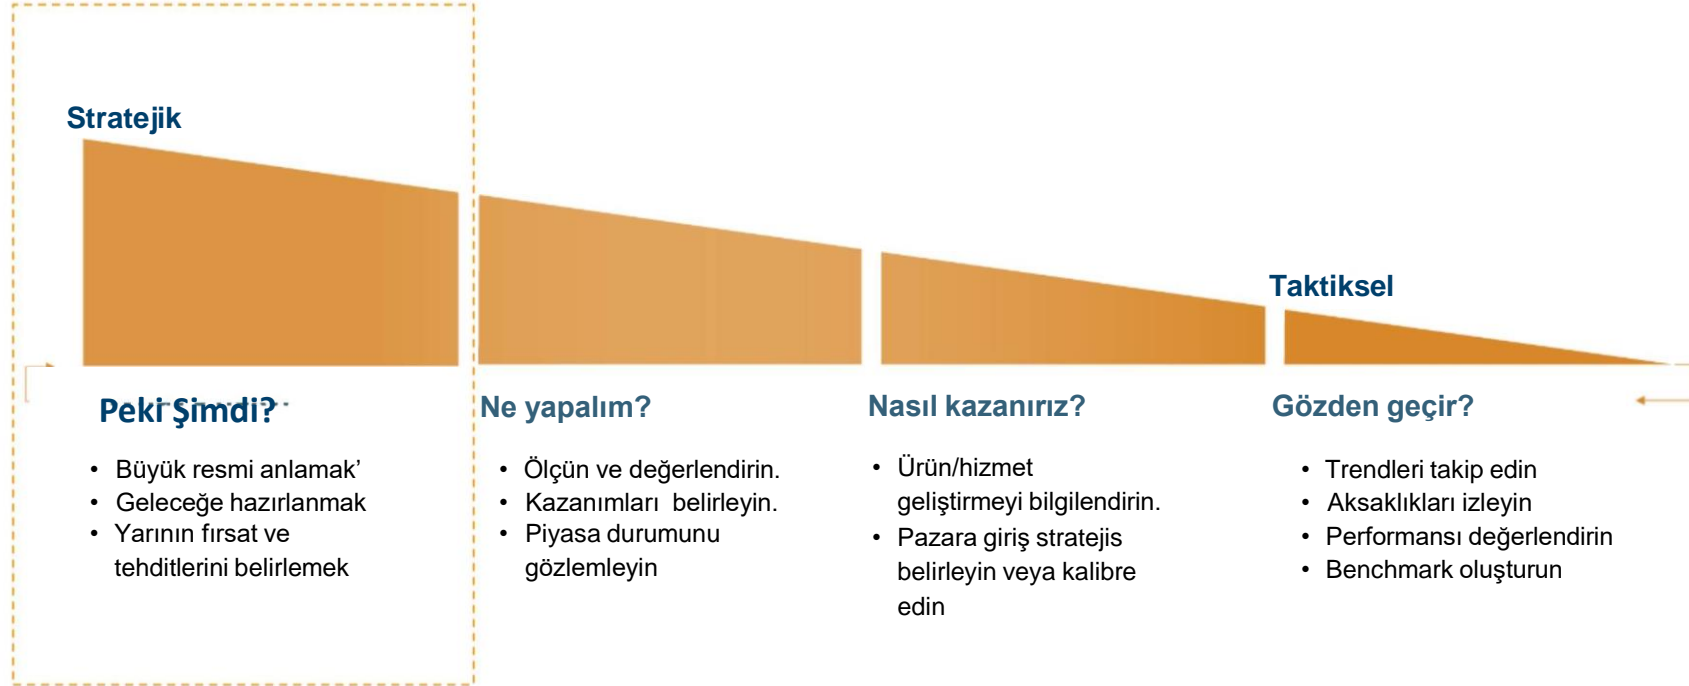 Stratejik
Taktiksel
Peki Şimdi?
• Büyük resmi anlamak’
• Geleceğe hazırlanmak
• Yarının fırsat ve
tehditlerini belirlemek
Ne yapalım?
• Ölçün ve değerlendirin.
• Kazanımları belirleyin.
• Piyasa durumunu
gözlemleyin
Nasıl kazanırız?
• Ürün/hizmet
geliştirmeyi bilgilendirin.
• Pazara giriş stratejis
belirleyin veya kalibre
edin
Gözden geçir?
• Trendleri takip edin
• Aksaklıkları izleyin
• Performansı değerlendirin
• Benchmark oluşturun